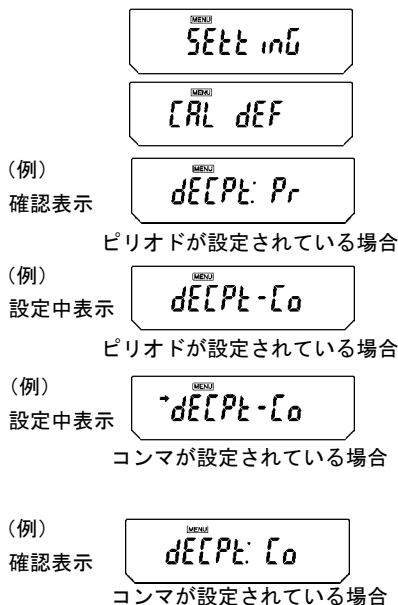 MENU
SEtt inG
MENU
CAL dEF
(例)
確認表示
MENU
dECPt: Pr
ピリオドが設定されている場合
(例)
設定中表示
MENU
dECPt-Co
ピリオドが設定されている場合
(例)
設定中表示
MENU
→dECPt-Co
コンマが設定されている場合
(例)
確認表示
MENU
dECPt: Co
コンマが設定されている場合